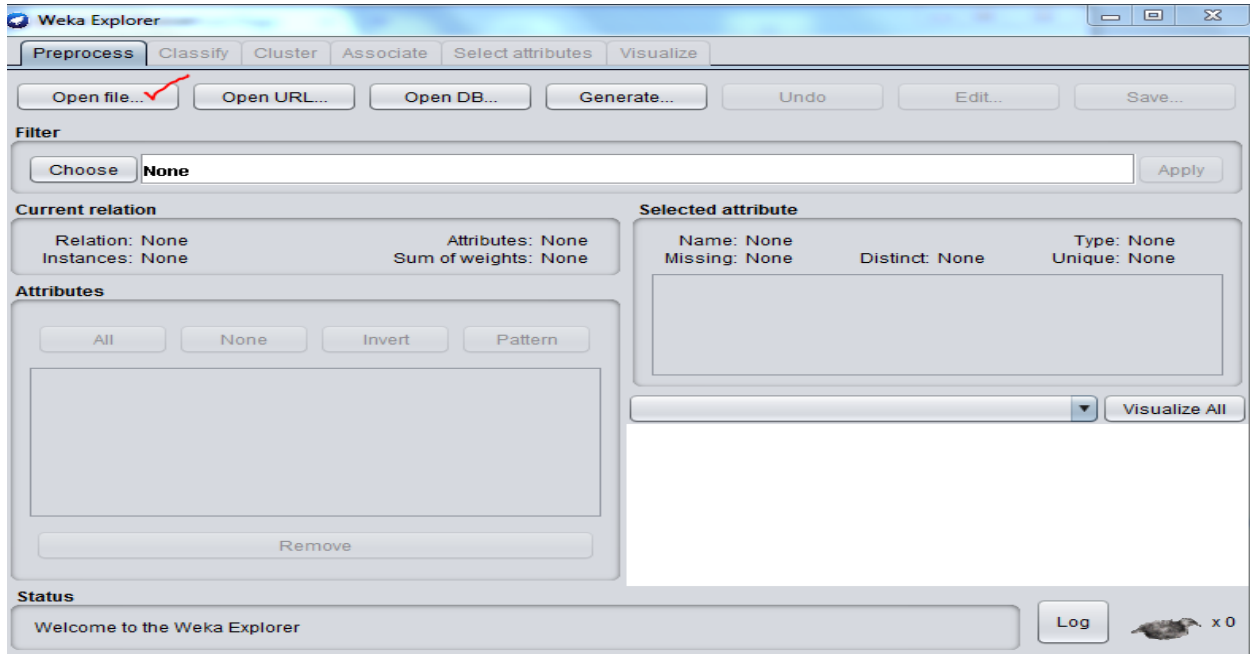 Weka Explorer
Preprocess Classify Cluster Associate Select attributes Visualize
Open file... Open URL... Open DB... Generate... Undo Edit... Save...
Filter
Choose None Apply
Current relation
Relation: None Attributes: None
Instances: None Sum of weights: None
Selected attribute
Name: None Type: None
Missing: None Distinct: None Unique: None
Attributes
All None Invert Pattern
Remove
Visualize All
Status
Welcome to the Weka Explorer
Log x 0